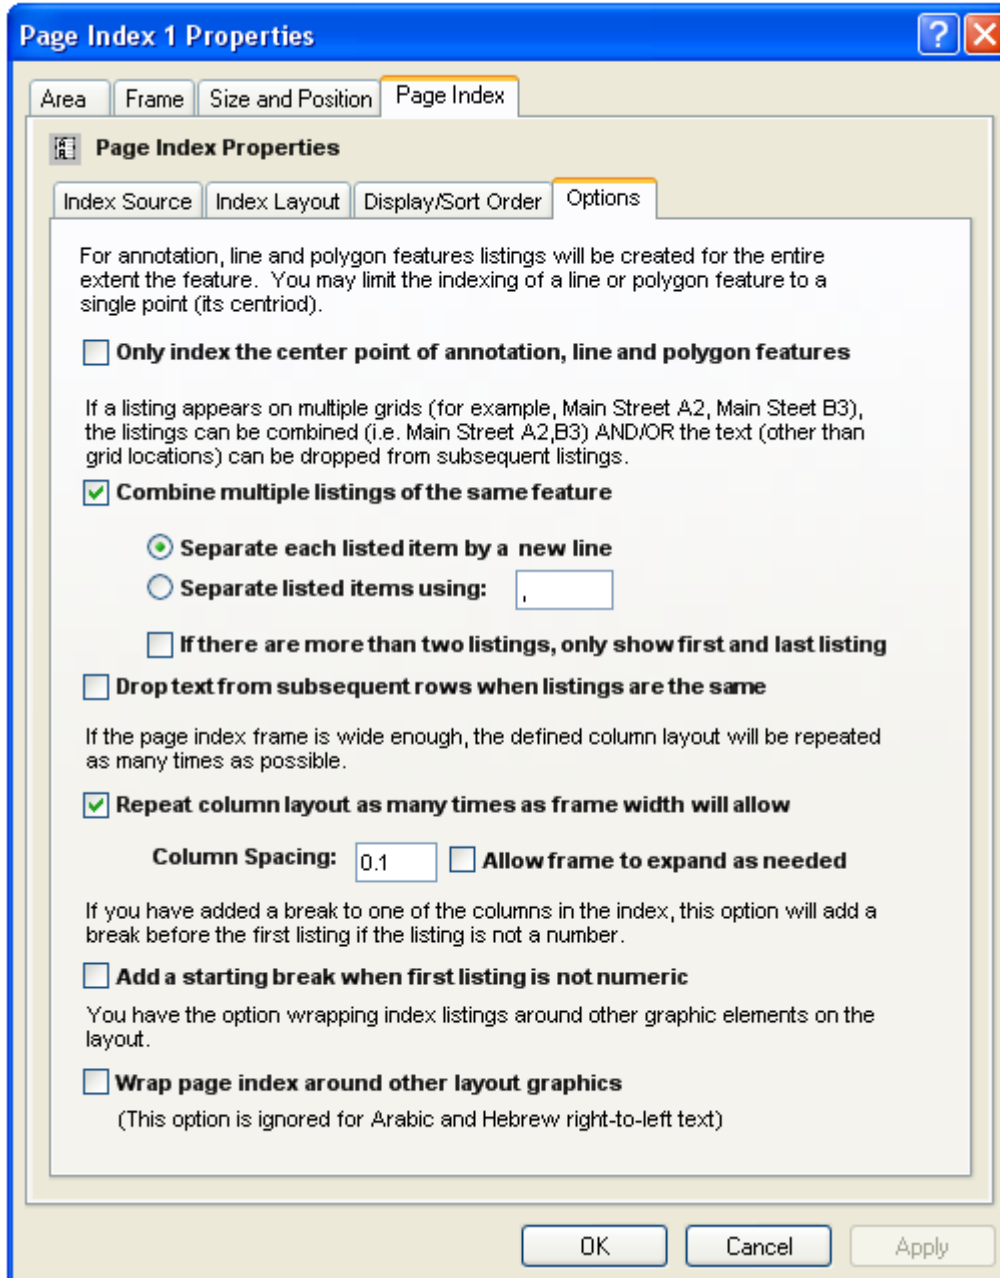 Page Index 1 Properties
Area Frame Size and Position Page Index
Page Index Properties
Index Source Index Layout Display/Sort Order Options
For annotation, line and polygon features listings will be created for the entire
extent the feature. You may limit the indexing of a line or polygon feature to a
single point (its centriod).
Only index the center point of annotation, line and polygon features
If a listing appears on multiple grids (for example, Main Street A2, Main Steet B3),
the listings can be combined (i.e. Main Street A2,B3) AND/OR the text (other than
grid locations) can be dropped from subsequent listings.
Combine multiple listings of the same feature
Separate each listed item by a new line
Separate listed items using: ,
If there are more than two listings, only show first and last listing
Drop text from subsequent rows when listings are the same
If the page index frame is wide enough, the defined column layout will be repeated
as many times as possible.
Repeat column layout as many times as frame width will allow
Column Spacing: 0.1 Allow frame to expand as needed
If you have added a break to one of the columns in the index, this option will add a
break before the first listing if the listing is not a number.
Add a starting break when first listing is not numeric
You have the option wrapping index listings around other graphic elements on the
layout.
Wrap page index around other layout graphics
(This option is ignored for Arabic and Hebrew right-to-left text)
OK Cancel Apply